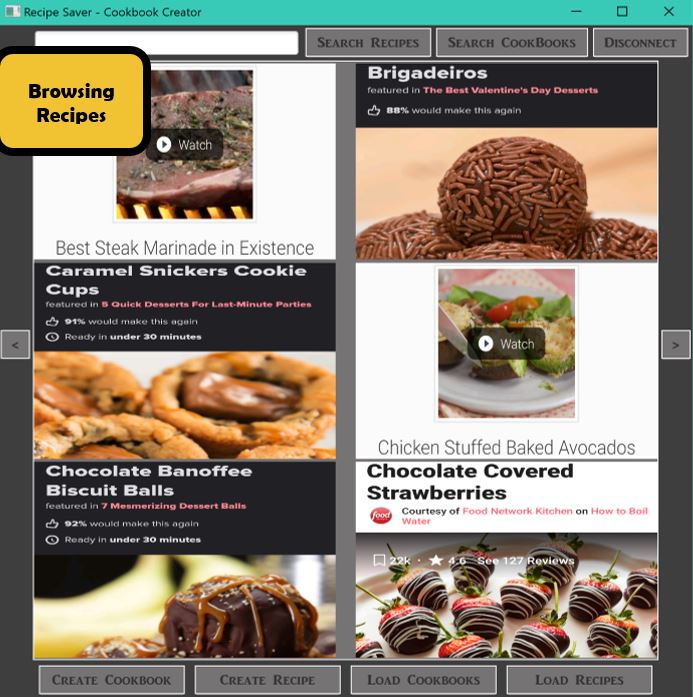 Recipe Saver - Cookbook Creator
Search Recipes
Search CookBooks
Disconnect
Browsing
Recipes
Watch
Best Steak Marinade in Existence
Brigadeiros
featured in The Best Valentine's Day Desserts
88% would make this again
Caramel Snickers Cookie
Cups
featured in 5 Quick Desserts For Last-Minute Parties
91% would make this again
Ready in under 30 minutes
Watch
Chicken Stuffed Baked Avocados
<
>
Chocolate Banoffee
Biscuit Balls
featured in 7 Mesmerizing Dessert Balls
92% would make this again
Ready in under 30 minutes
Chocolate Covered
Strawberries
food
Courtesy of Food Network Kitchen on How to Boil
Water
22k · 4.6 See 127 Reviews
Create Cookbook
Create Recipe
Load Cookbooks
Load Recipes